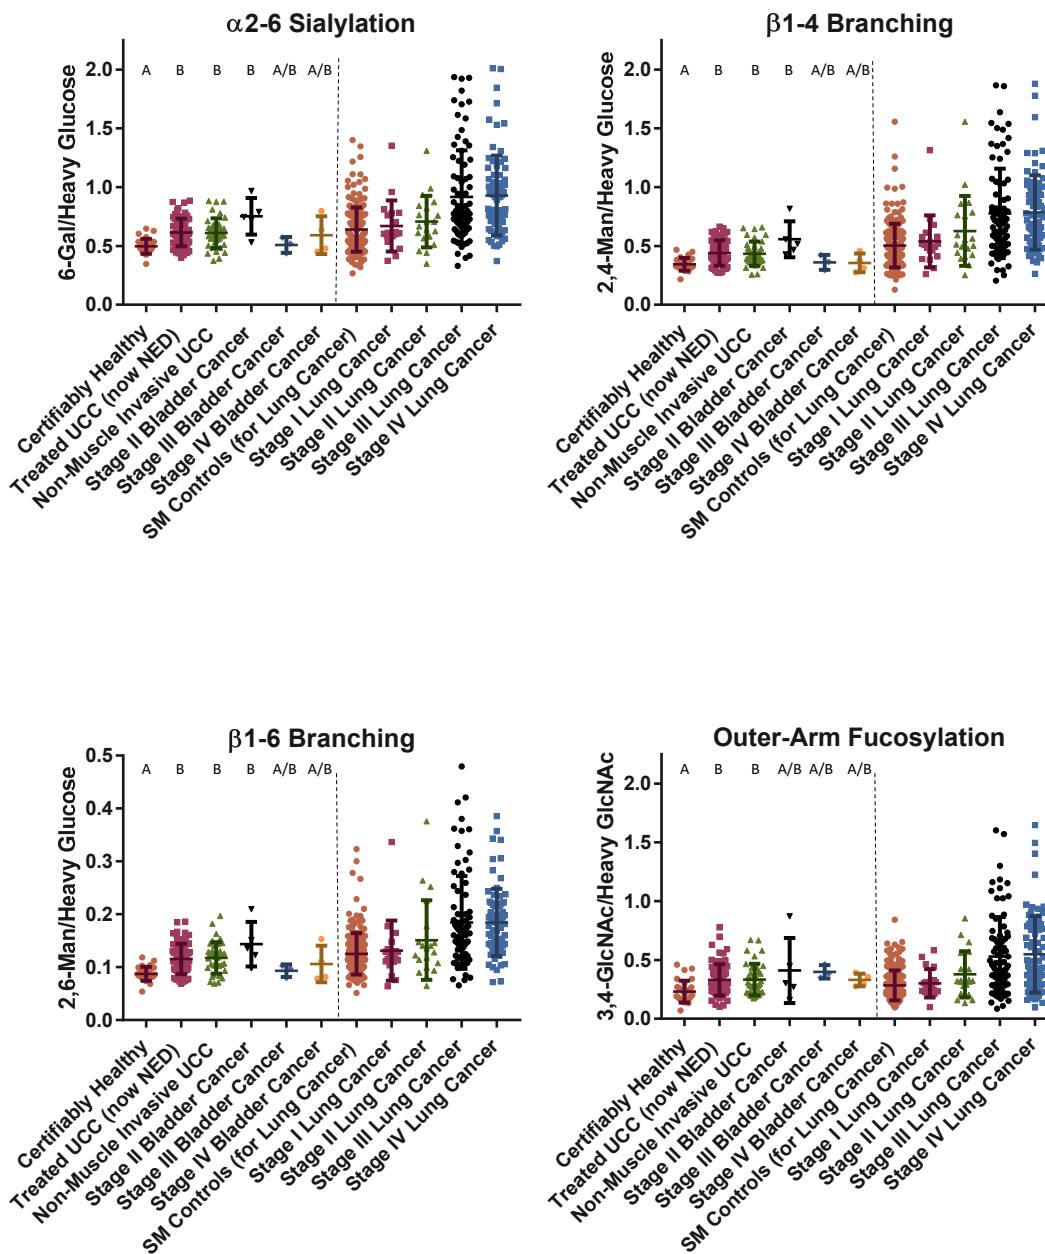 α2-6 Sialylation
6-Gal/Heavy Glucose
2.0
1.5
1.0
0.5
0.0
A B B B A/B A/B
Certifiably Healthy
Treated UCC (now NED)
Non-Muscle Invasive UCC
Stage II Bladder Cancer
Stage III Bladder Cancer
Stage IV Bladder Cancer
SM Controls (for Lung Cancer)
Stage I Lung Cancer
Stage II Lung Cancer
Stage III Lung Cancer
Stage IV Lung Cancer
β1-4 Branching
2,4-Man/Heavy Glucose
2.0
1.5
1.0
0.5
0.0
A B B B A/B A/B
Certifiably Healthy
Treated UCC (now NED)
Non-Muscle Invasive UCC
Stage II Bladder Cancer
Stage III Bladder Cancer
Stage IV Bladder Cancer
SM Controls (for Lung Cancer)
Stage I Lung Cancer
Stage II Lung Cancer
Stage III Lung Cancer
Stage IV Lung Cancer
β1-6 Branching
2,6-Man/Heavy Glucose
0.5
0.4
0.3
0.2
0.1
0.0
A B B B A/B A/B
Certifiably Healthy
Treated UCC (now NED)
Non-Muscle Invasive UCC
Stage II Bladder Cancer
Stage III Bladder Cancer
Stage IV Bladder Cancer
SM Controls (for Lung Cancer)
Stage I Lung Cancer
Stage II Lung Cancer
Stage III Lung Cancer
Stage IV Lung Cancer
Outer-Arm Fucosylation
3,4-GlcNAc/Heavy GlcNAc
2.0
1.5
1.0
0.5
0.0
A B B A/B A/B A/B
Certifiably Healthy
Treated UCC (now NED)
Non-Muscle Invasive UCC
Stage II Bladder Cancer
Stage III Bladder Cancer
Stage IV Bladder Cancer
SM Controls (for Lung Cancer)
Stage I Lung Cancer
Stage II Lung Cancer
Stage III Lung Cancer
Stage IV Lung Cancer